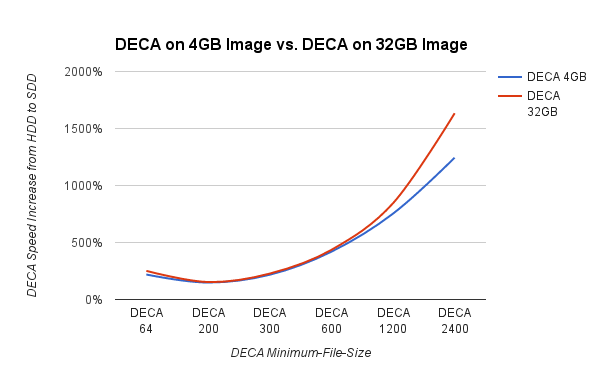 DECA on 4GB Image vs. DECA on 32GB Image
DECA Speed Increase from HDD to SDD
2000%
1500%
1000%
500%
0%
DECA 4GB
DECA
32GB
DECA
64
DECA
200
DECA
300
DECA
600
DECA
1200
DECA
2400
DECA Minimum-File-Size